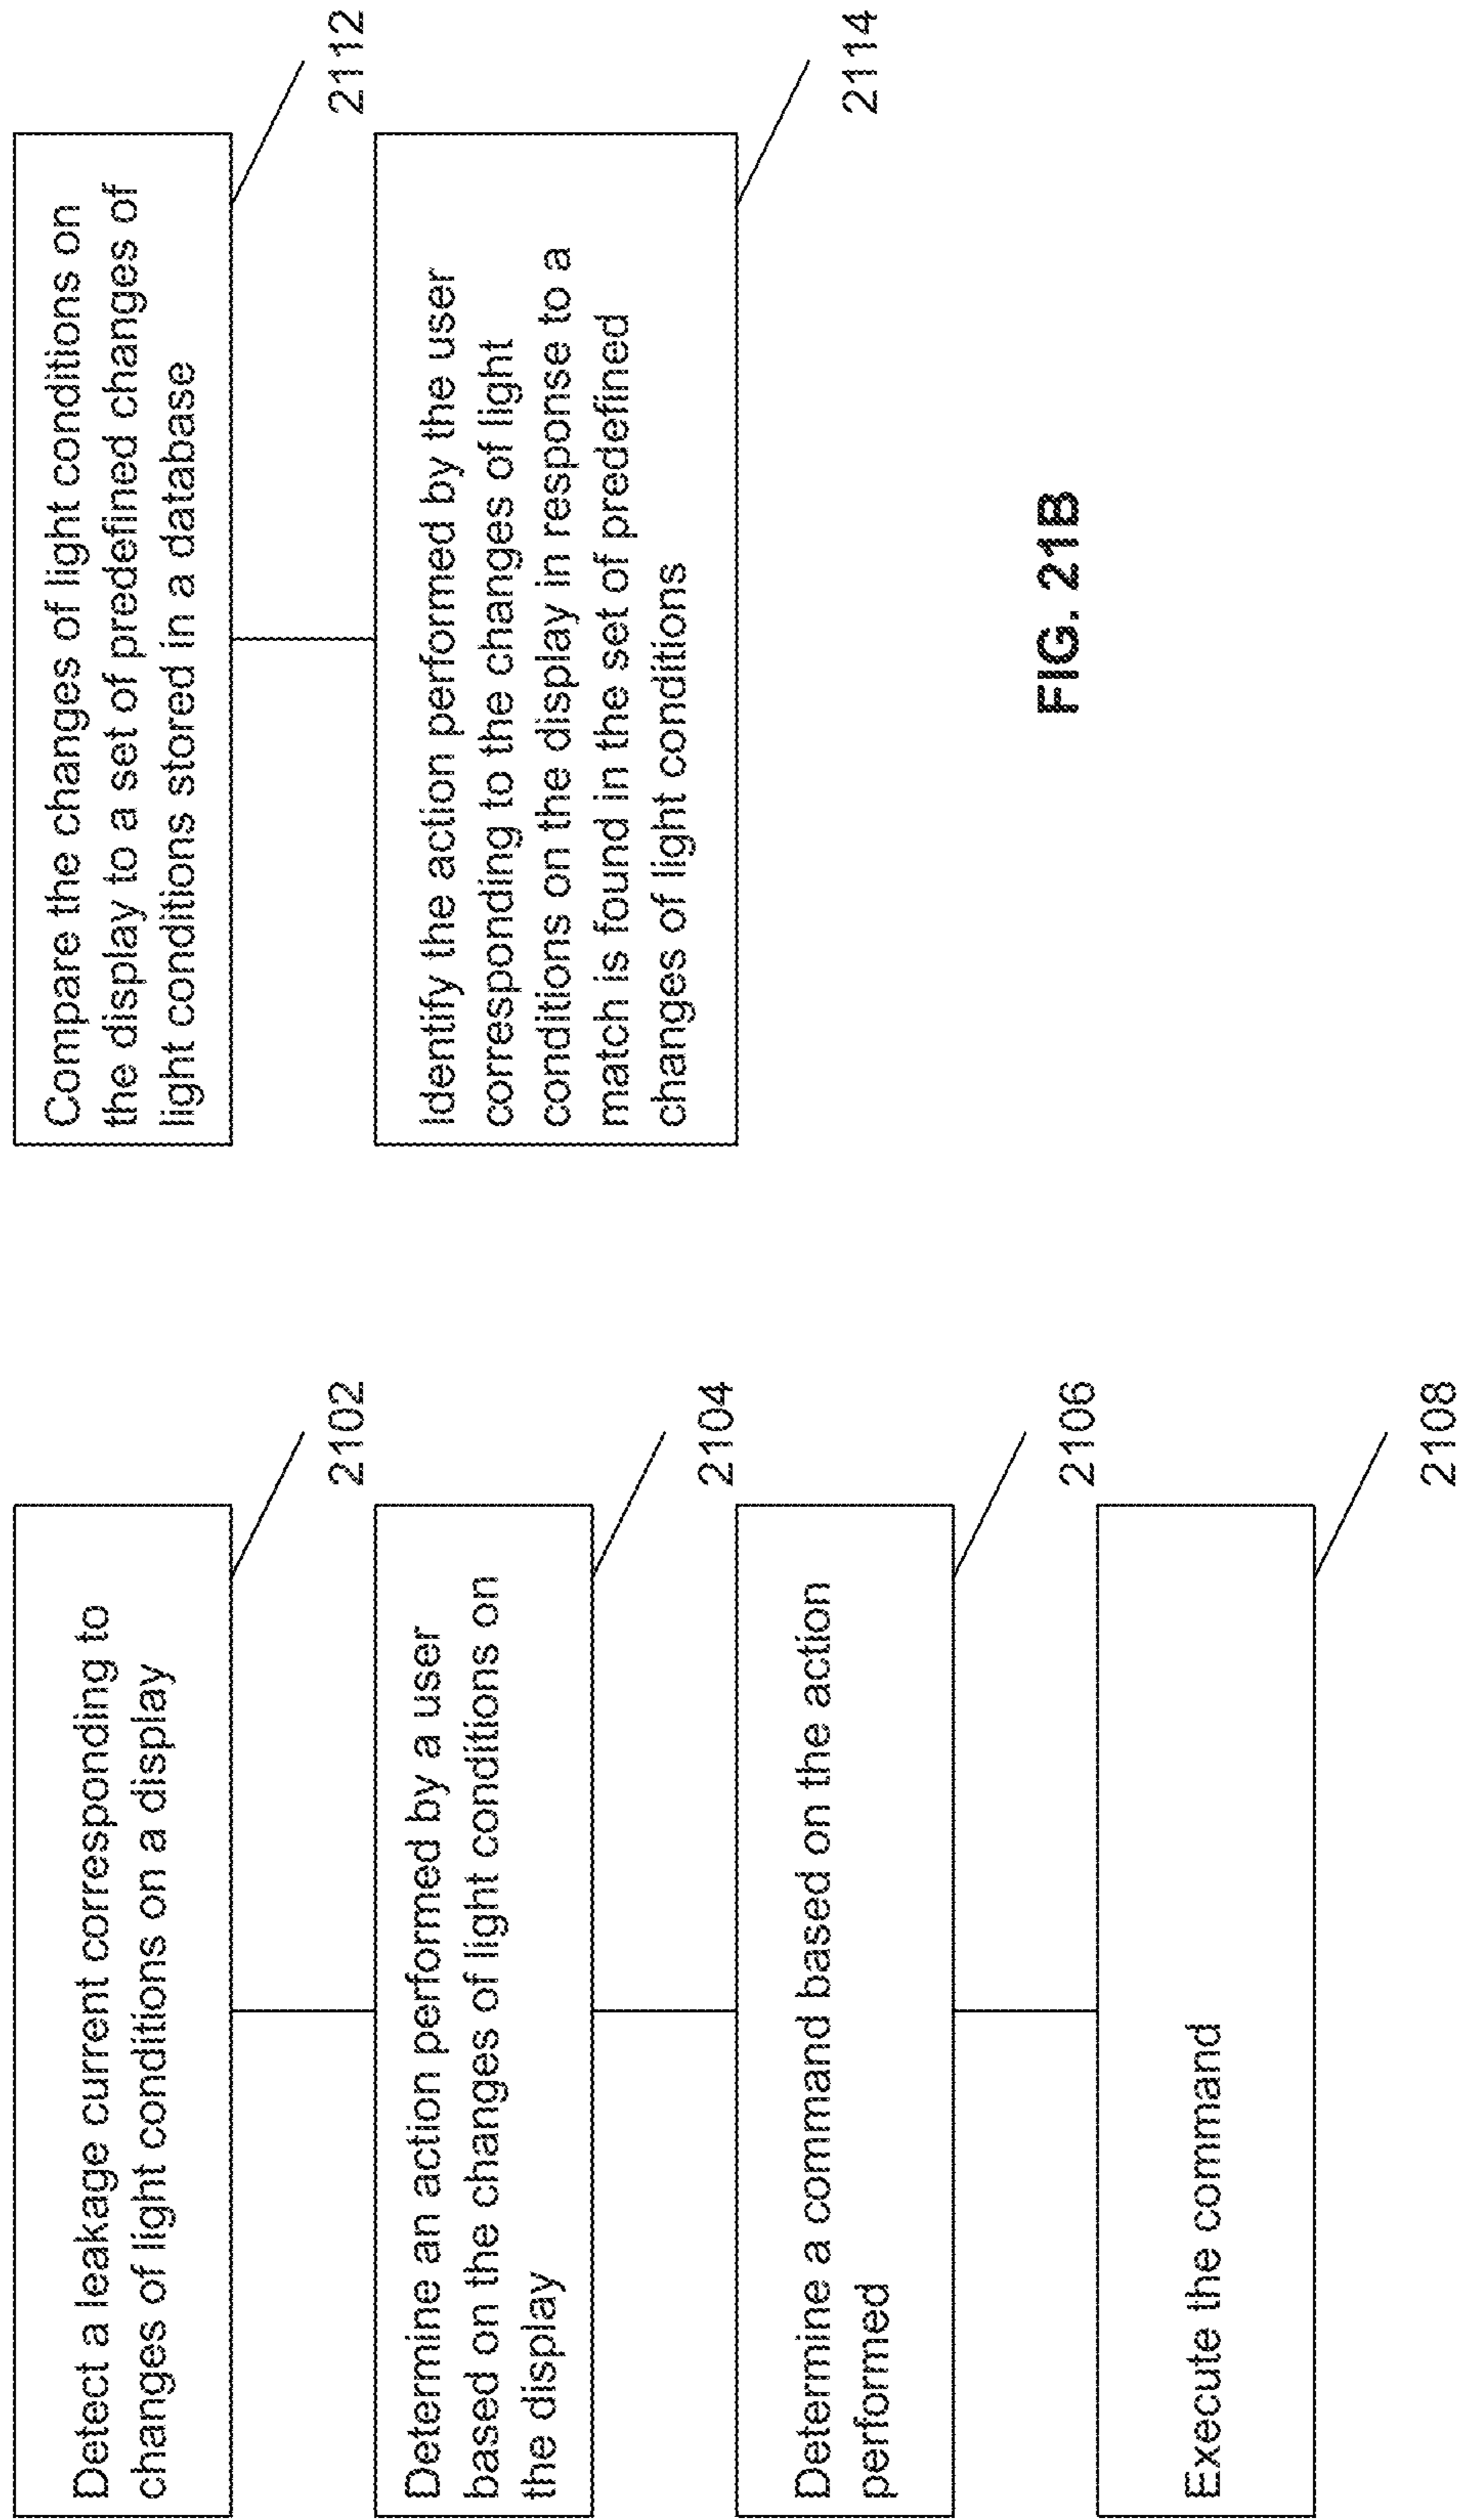 Detect a leakage current corresponding to
changes of light conditions on a display
2102
Determine an action performed by a user
based on the changes of light conditions on
the display
2104
Determine a command based on the action
performed
2106
Execute the command
2108
Compare the changes of light conditions on
the display to a set of predefined changes of
light conditions stored in a database
2112
Identify the action performed by the user
corresponding to the changes of light
conditions on the display in response to a
match is found in the set of predefined
changes of light conditions
2114
FIG. 21B